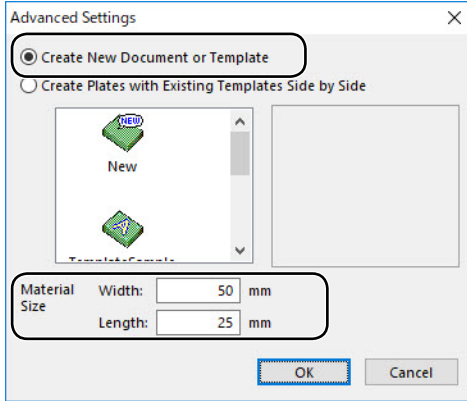 Advanced Settings
Create New Document or Template
Create Plates with Existing Templates Side by Side
NEW
New
TemplateSample
Material Size
Width: 50 mm
Length: 25 mm
OK Cancel